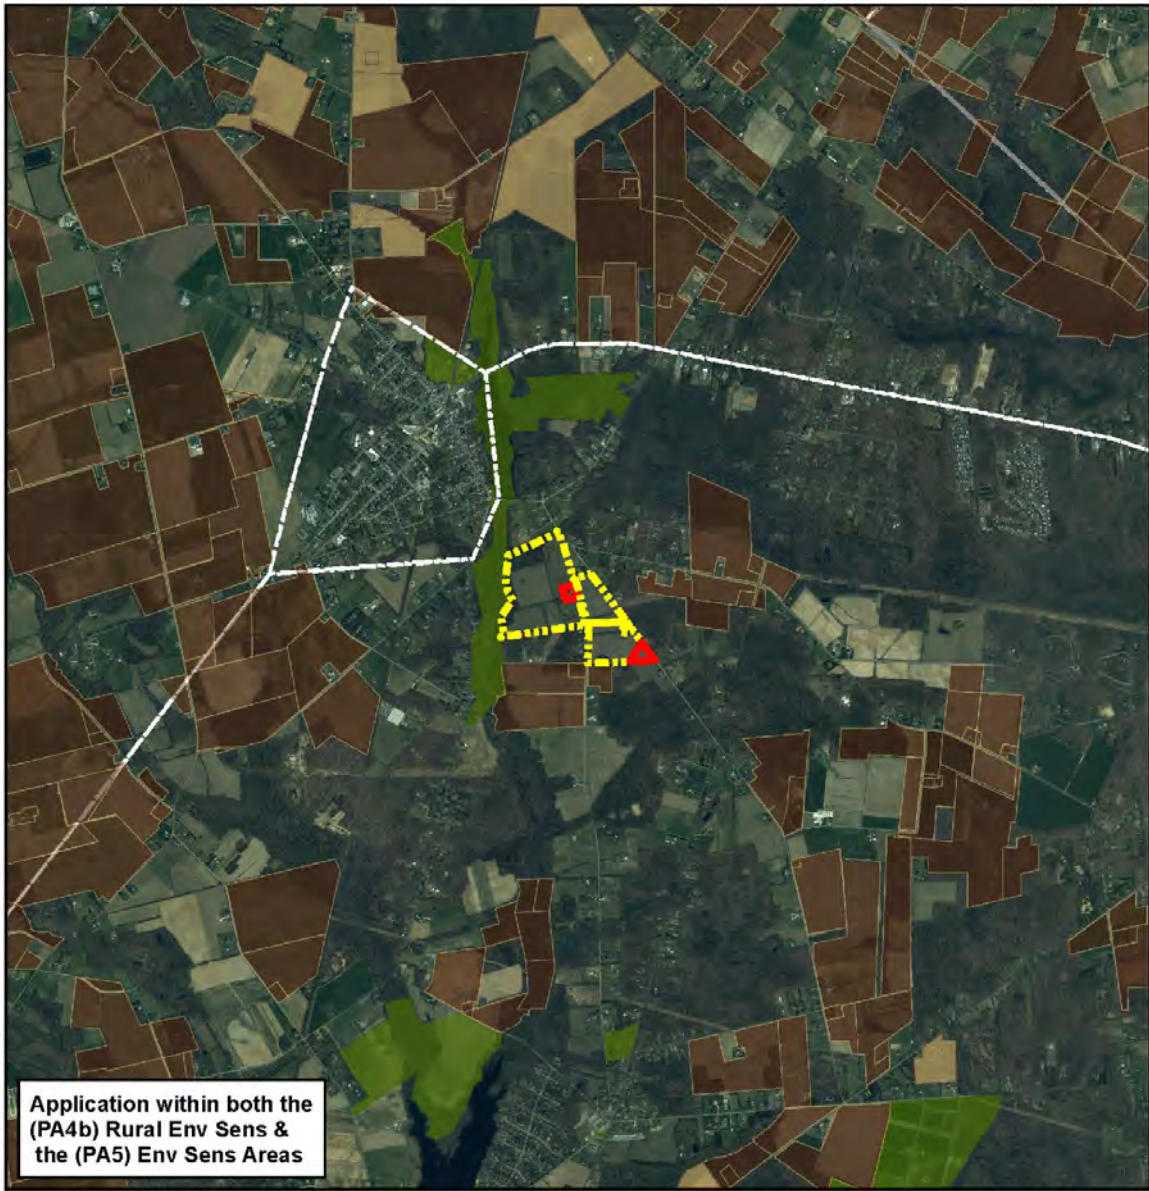 Application within both the
(PA4b) Rural Env Sens &
the (PA5) Env Sens Areas